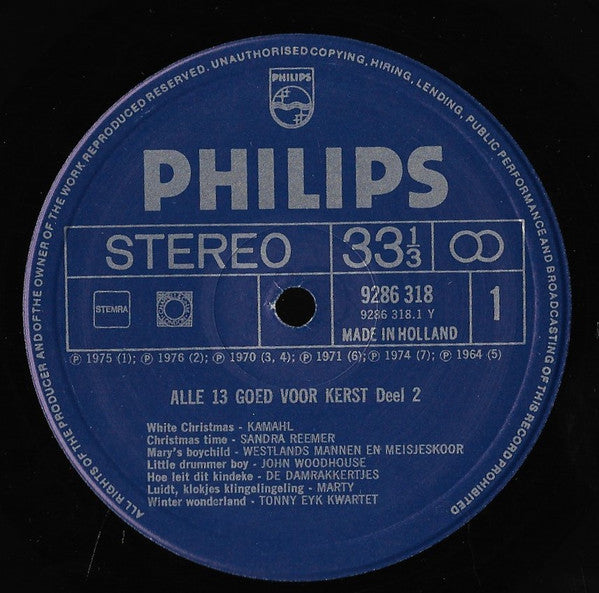 ALL RIGHTS OF THE PRODUCER AND OF THE OWNER OF THE WORK REPRODUCED RESERVED. UNAUTHORISED COPYING, HIRING, LENDING, PUBLIC PERFORMANCE AND BROADCASTING OF THIS RECORD PROHIBITED
PHILIPS
PHILIPS
STEREO 33⅓
STEMRA
9286 318 1
9286 318.1 Y
MADE IN HOLLAND
℗ 1975 (1); ℗ 1976 (2); ℗ 1970 (3, 4); ℗ 1971 (6); ℗ 1974 (7); ℗ 1964 (5)
ALLE 13 GOED VOOR KERST Deel 2
White Christmas - KAMAHL
Christmas time - SANDRA REEMER
Mary's boychild - WESTLANDS MANNEN EN MEISJESKOOR
Little drummer boy - JOHN WOODHOUSE
Hoe leit dit kindeke - DE DAMRAKKERTJES
Luidt, klokjes klingelingeling - MARTY
Winter wonderland - TONNY EYK KWARTET